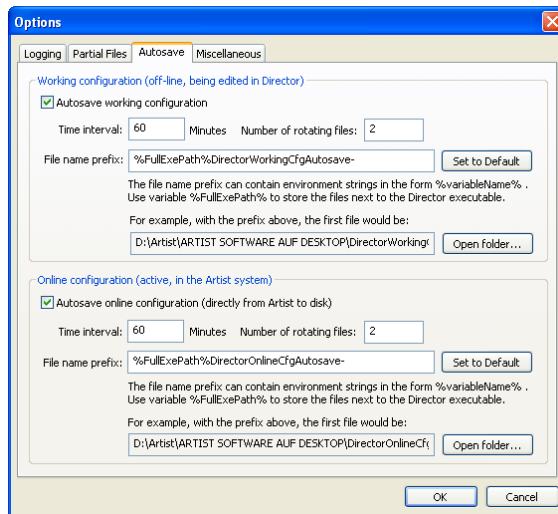 Options
Logging Partial Files Autosave Miscellaneous
Working configuration (off-line, being edited in Director)
Autosave working configuration
Time interval: 60 Minutes Number of rotating files: 2
File name prefix: %FullExePath%DirectorWorkingCfgAutosave- Set to Default
The file name prefix can contain environment strings in the form %variableName% .
Use variable %FullExePath% to store the files next to the Director executable.
For example, with the prefix above, the first file would be:
D:\Artist\ARTIST SOFTWARE AUF DESKTOP\DirectorWorking Open folder...
Online configuration (active, in the Artist system)
Autosave online configuration (directly from Artist to disk)
Time interval: 60 Minutes Number of rotating files: 2
File name prefix: %FullExePath%DirectorOnlineCfgAutosave- Set to Default
The file name prefix can contain environment strings in the form %variableName% .
Use variable %FullExePath% to store the files next to the Director executable.
For example, with the prefix above, the first file would be:
D:\Artist\ARTIST SOFTWARE AUF DESKTOP\DirectorOnlineCf Open folder...
OK Cancel